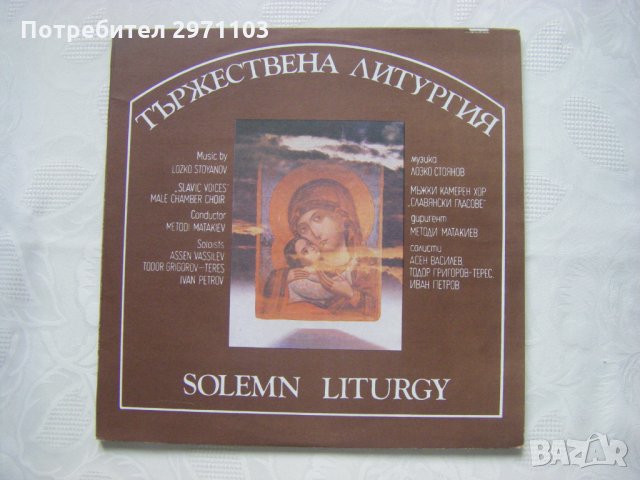 Потребител 2971103
ТЪРЖЕСТВЕНА ЛИТУРГИЯ
Music by
LOZKO STOYANOV
„SLAVIC VOICES"
MALE CHAMBER CHOIR
Conductor
METODI MATAKIEV
Soloists
ASSEN VASSILEV
TODOR GRIGOROV-TERES
IVAN PETROV
музика
ЛОЗКО СТОЯНОВ
МЪЖКИ КАМЕРЕН ХОР
„СЛАВЯНСКИ ГЛАСОВЕ"
диригент
МЕТОДИ МАТАКИЕВ
солисти
АСЕН ВАСИЛЕВ,
ТОДОР ГРИГОРОВ-ТЕРЕС,
ИВАН ПЕТРОВ
SOLEMN LITURGY
BAZAR